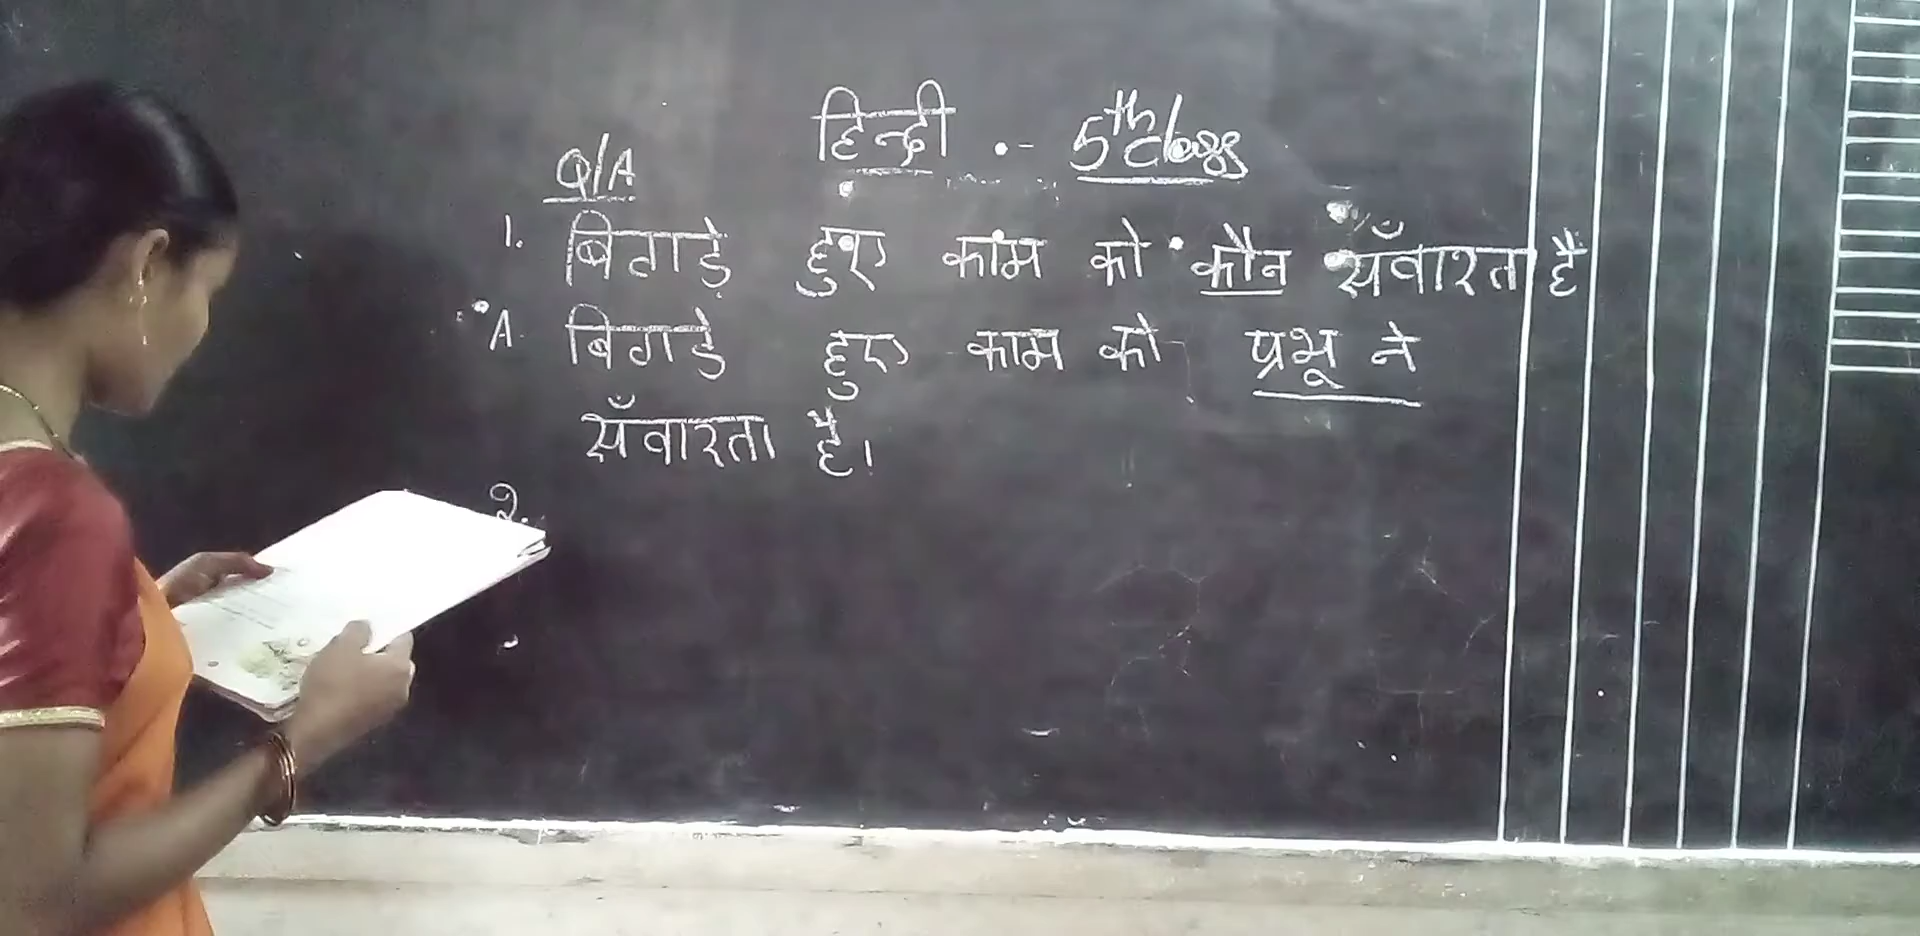 हिन्दी :- 5th class
Q/A
1. बिगाड़े हुए काम को कौन सँवारता है
A. बिगाडे हुए काम को प्रभू ने
सँवारता है।
2.